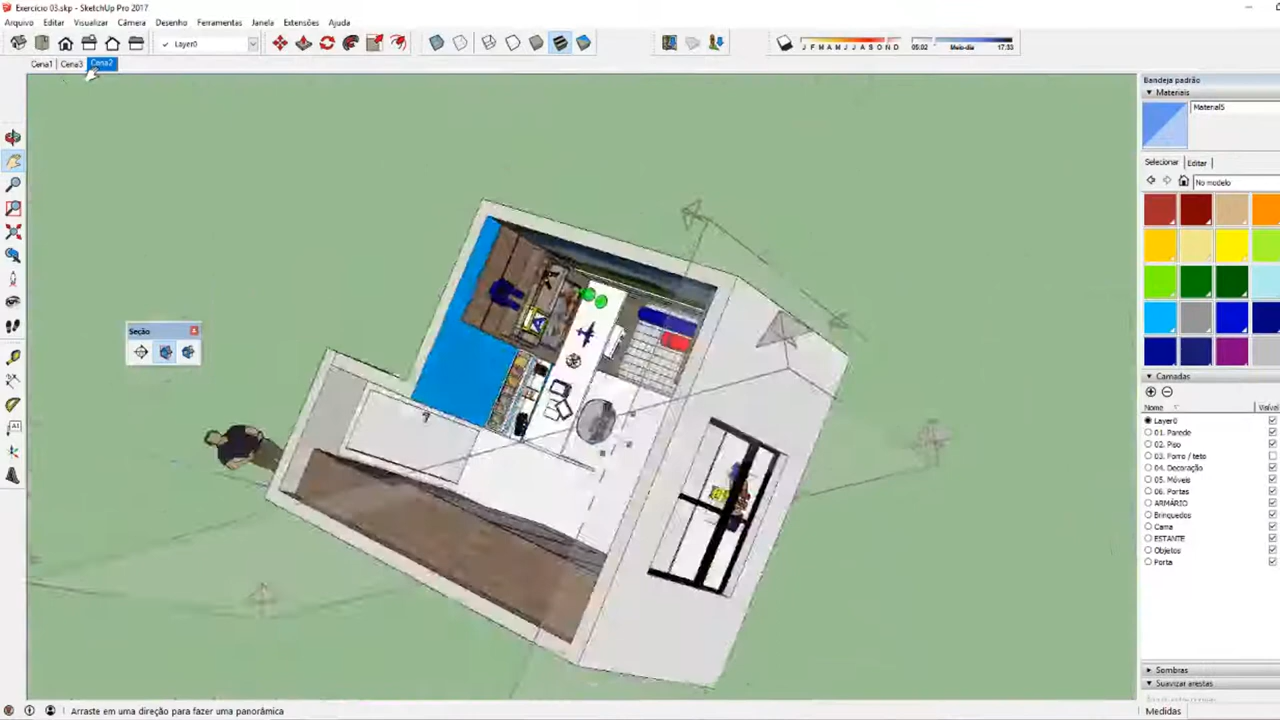 Exercício 03.skp - SketchUp Pro 2017
Arquivo Editar Visualizar Câmera Desenho Ferramentas Janela Extensões Ajuda
Layer0
J F M A M J J A S O N D
05:02 Meio-dia 17:33
Cena1 Cena3 Cena2
Bandeja padrão
Materiais
Material5
Selecionar Editar
No modelo
Seção
Camadas
Nome Visível
Layer0
01. Parede
02. Piso
03. Forro / teto
04. Decoração
05. Móveis
06. Portas
ARMÁRIO
Brinquedos
Cama
ESTANTE
Objetos
Porta
Sombras
Suavizar arestas
Arraste em uma direção para fazer uma panorâmica
Medidas